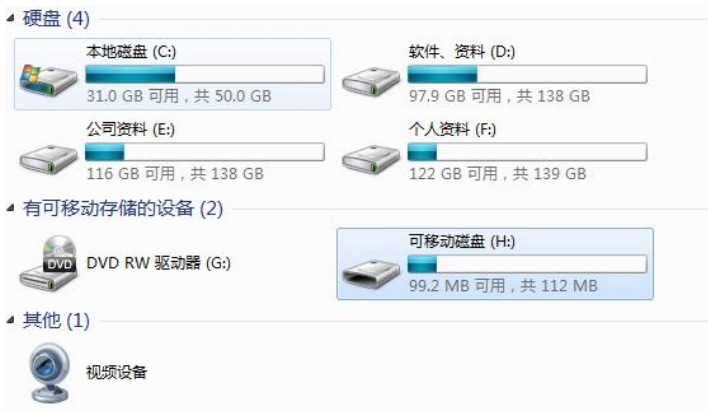 硬盘 (4)
本地磁盘 (C:)
31.0 GB 可用，共 50.0 GB
软件、资料 (D:)
97.9 GB 可用，共 138 GB
公司资料 (E:)
116 GB 可用，共 138 GB
个人资料 (F:)
122 GB 可用，共 139 GB
有可移动存储的设备 (2)
DVD
DVD RW 驱动器 (G:)
可移动磁盘 (H:)
99.2 MB 可用，共 112 MB
其他 (1)
视频设备